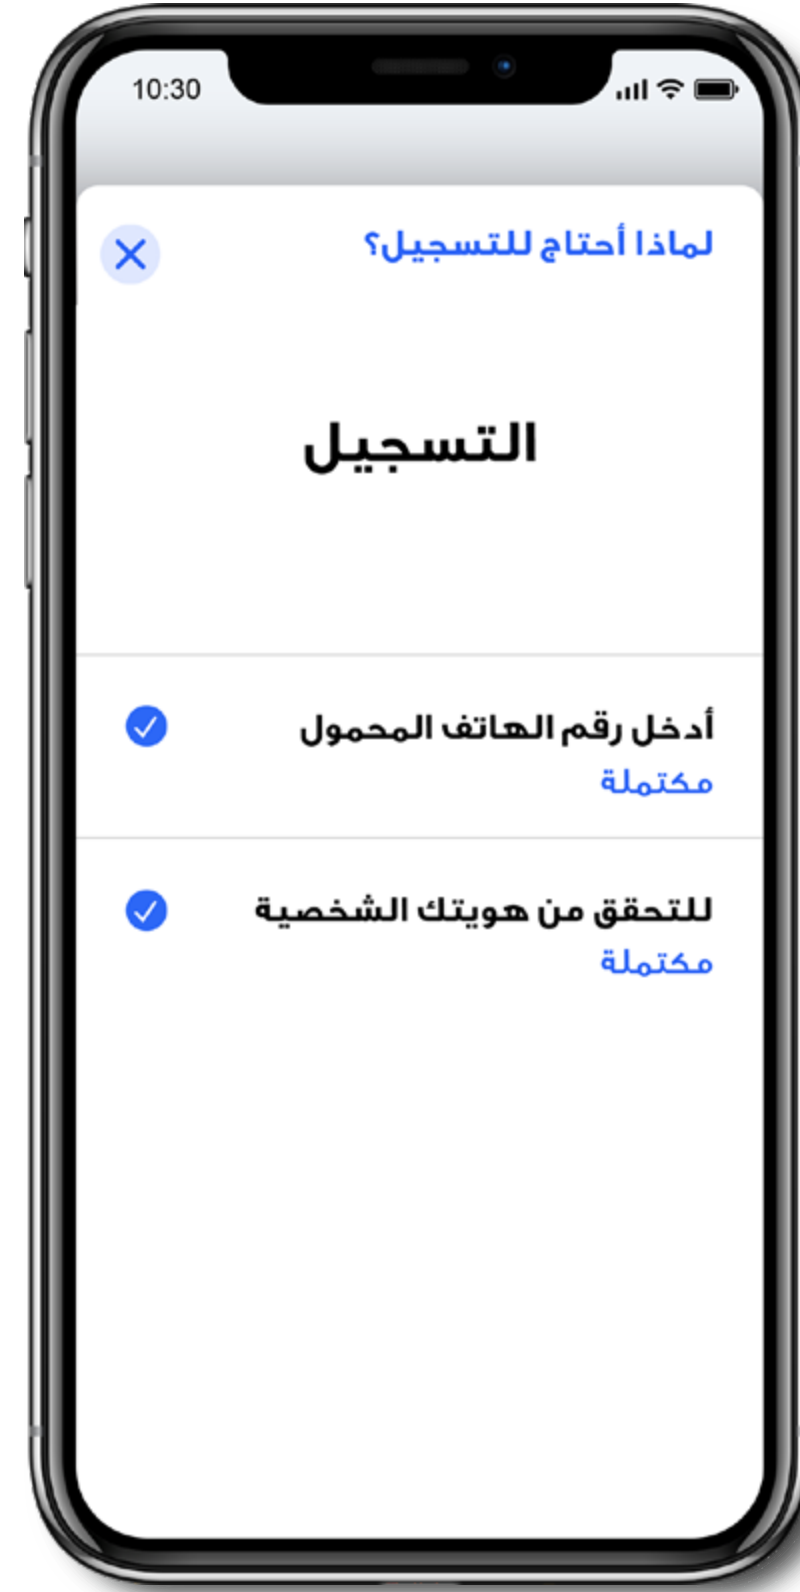 10:30
لماذا أحتاج للتسجيل؟
التسجيل
أدخل رقم الهاتف المحمول
مكتملة
للتحقق من هويتك الشخصية
مكتملة